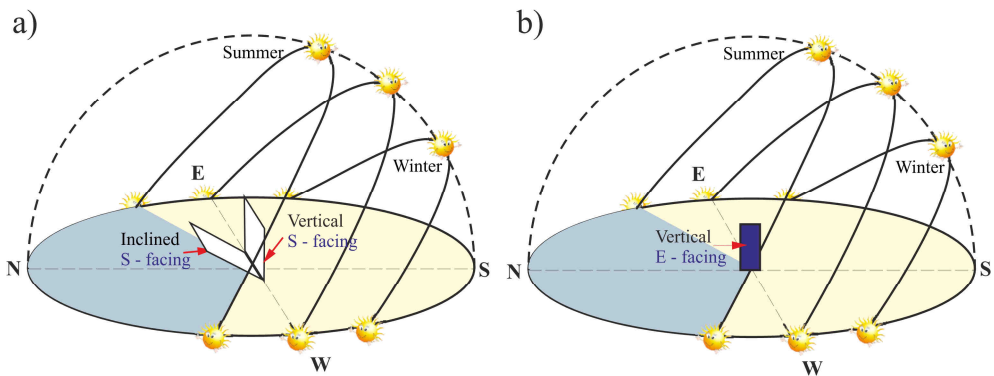 a)
Summer
Winter
E
Inclined
S - facing
Vertical
S - facing
N
S
W
b)
Summer
Winter
E
Vertical
E - facing
N
S
W